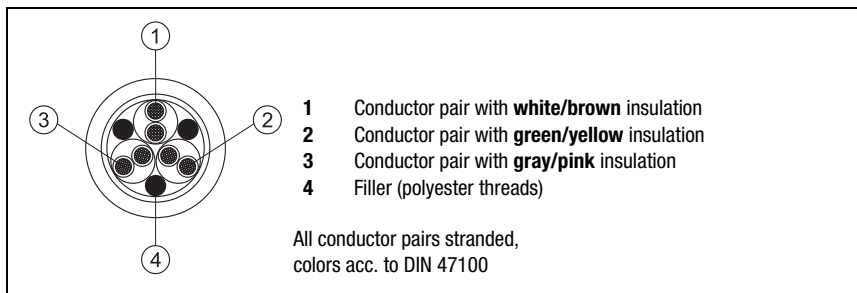 1
3
2
4
1 Conductor pair with white/brown insulation
2 Conductor pair with green/yellow insulation
3 Conductor pair with gray/pink insulation
4 Filler (polyester threads)
All conductor pairs stranded,
colors acc. to DIN 47100